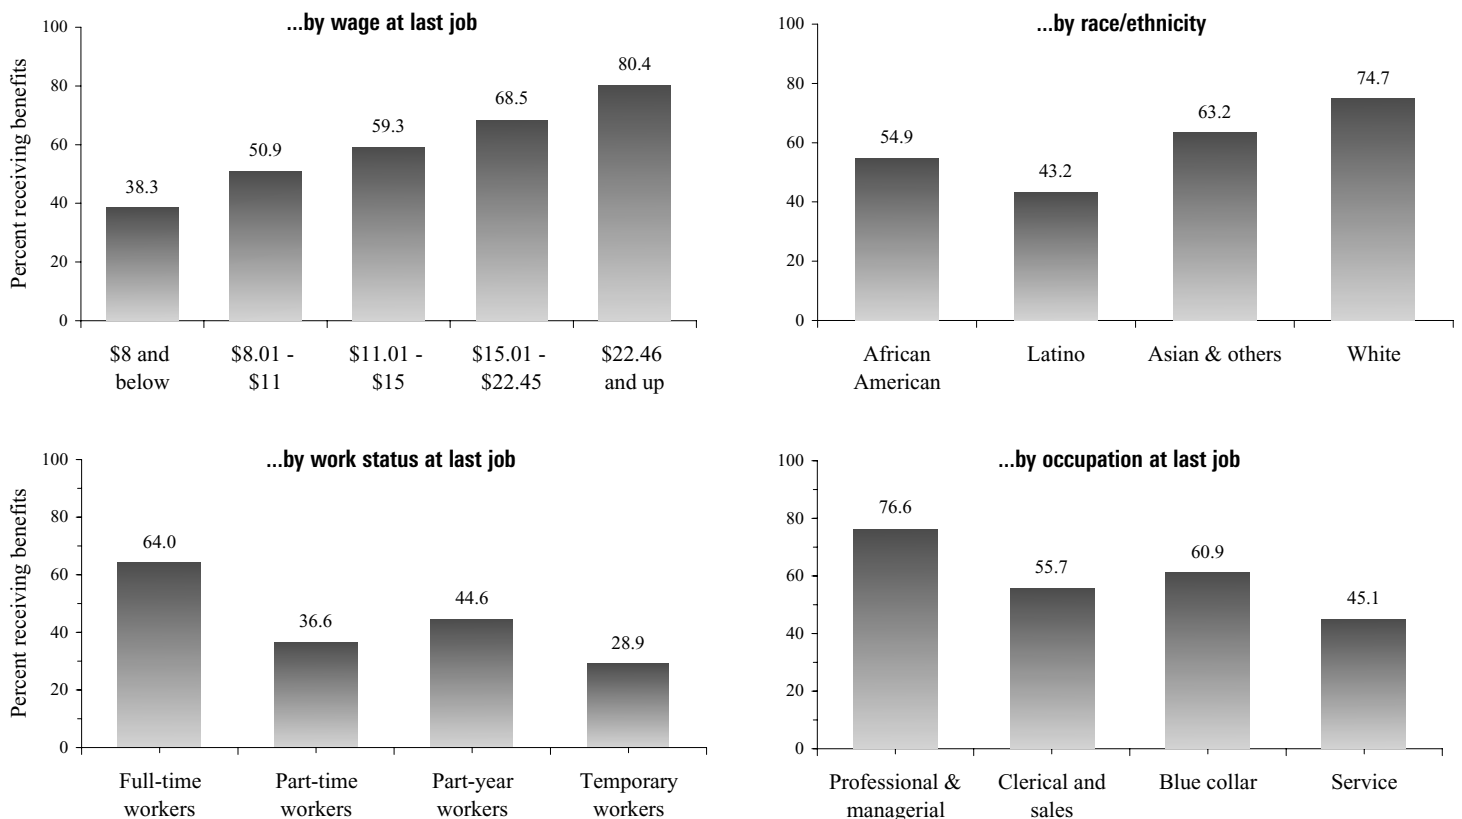 ...by wage at last job
Percent receiving benefits
100
80
60
40
20
0
38.3
50.9
59.3
68.5
80.4
$8 and
below
$8.01 -
$11
$11.01 -
$15
$15.01 -
$22.45
$22.46
and up
...by race/ethnicity
100
80
60
40
20
0
54.9
43.2
63.2
74.7
African
American
Latino
Asian & others
White
...by work status at last job
Percent receiving benefits
100
80
60
40
20
0
64.0
36.6
44.6
28.9
Full-time
workers
Part-time
workers
Part-year
workers
Temporary
workers
...by occupation at last job
100
80
60
40
20
0
76.6
55.7
60.9
45.1
Professional &
managerial
Clerical and
sales
Blue collar
Service